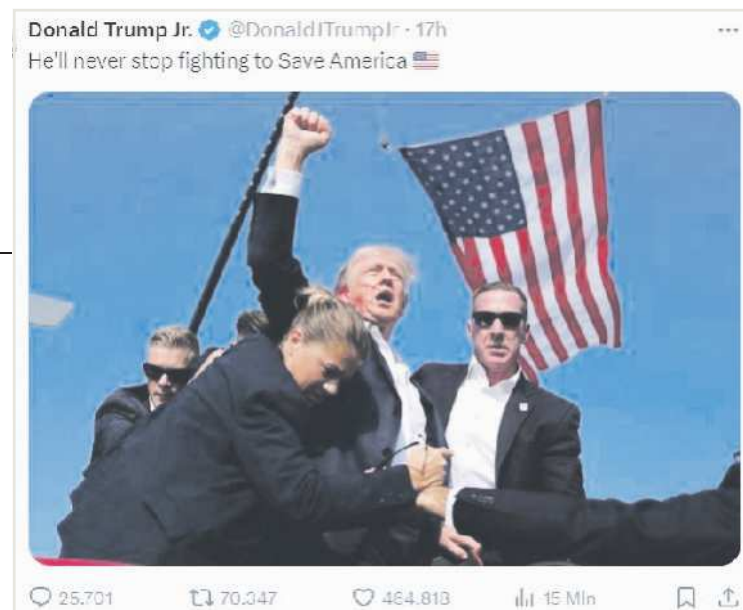 Donald Trump Jr. @DonaldJTrumpJr · 17h
He'll never stop fighting to Save America
25.701 70.347 464.818 15 Mln